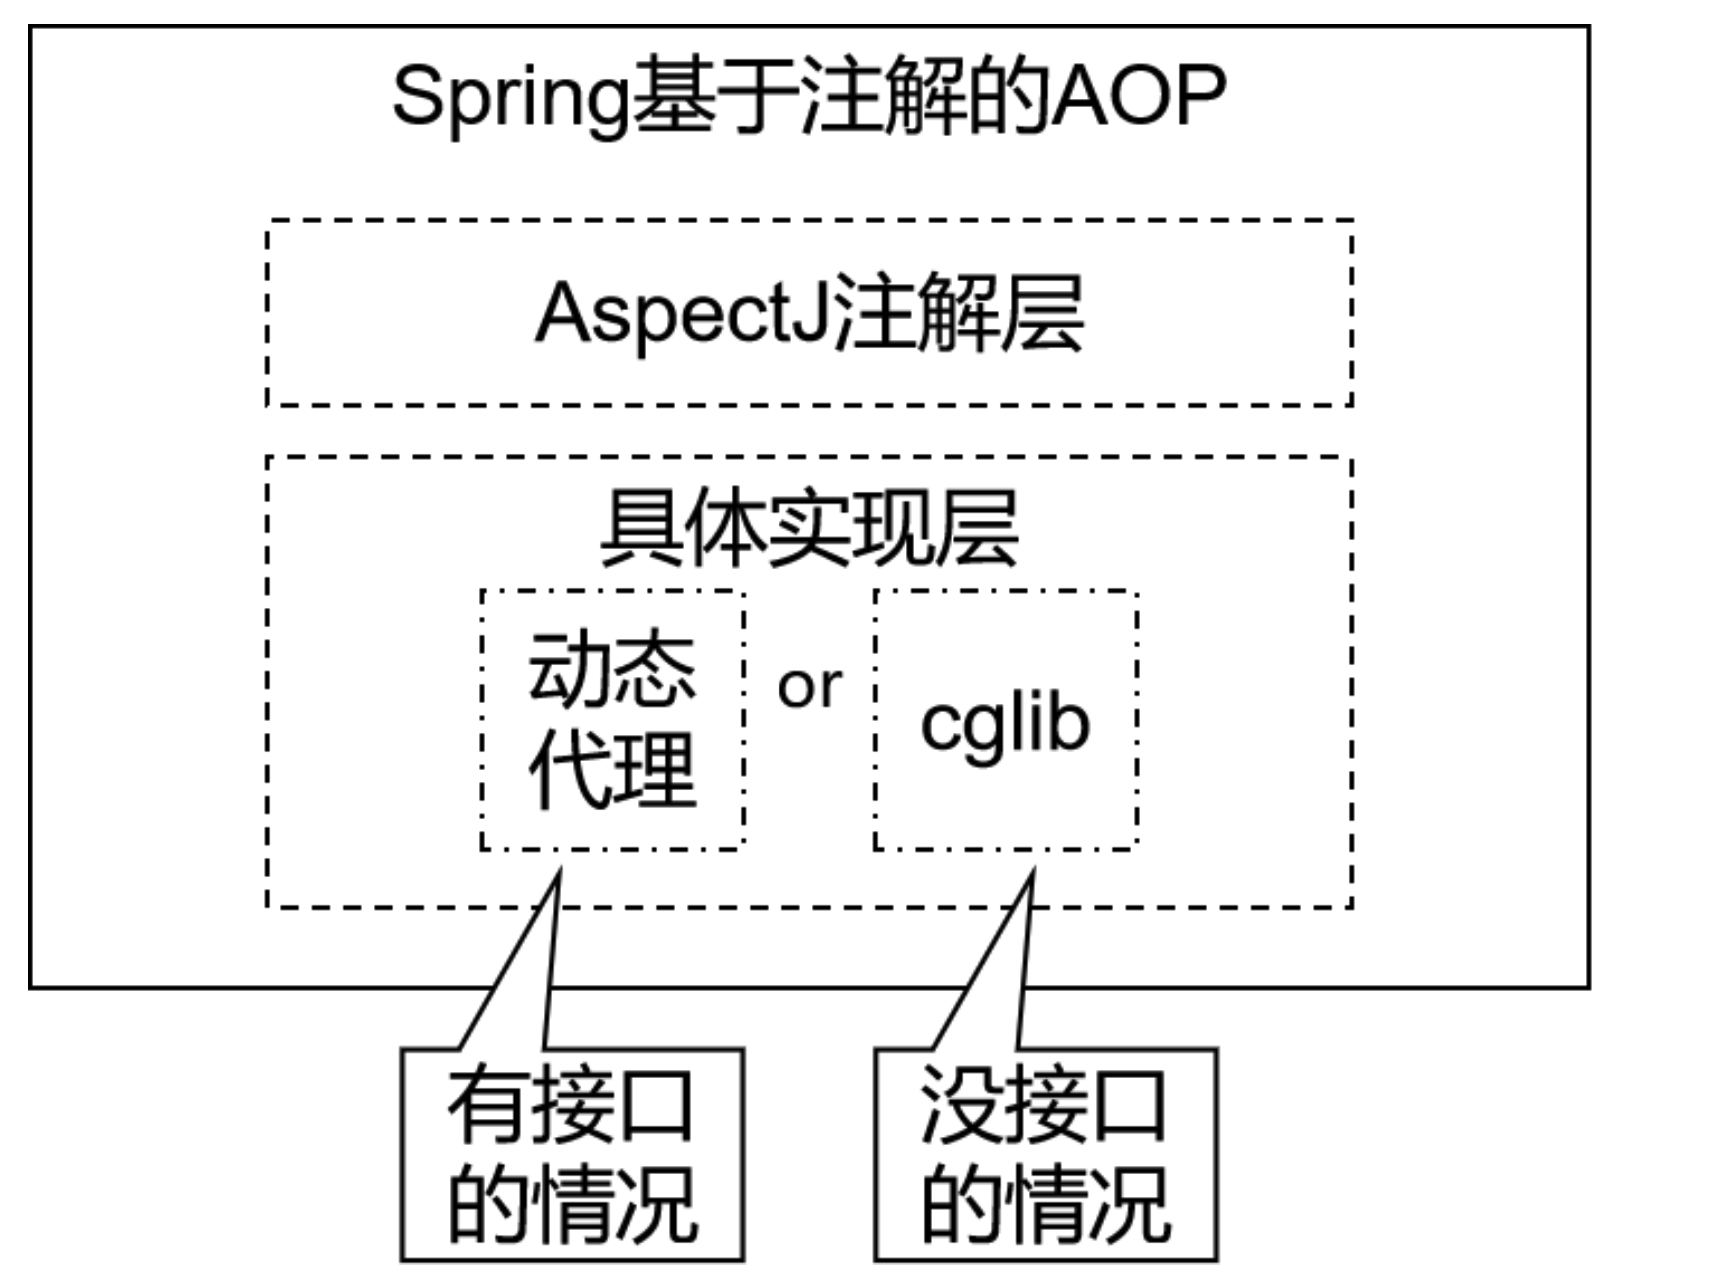 Spring基于注解的AOP
AspectJ注解层
具体实现层
动态
代理
or
cglib
有接口
的情况
没接口
的情况